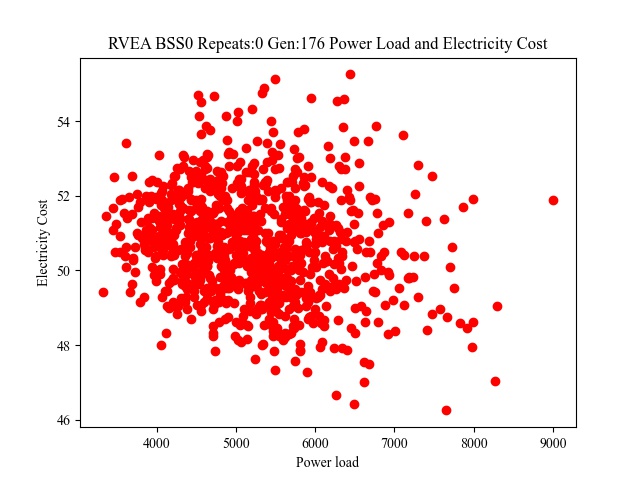 RVEA BSS0 Repeats:0 Gen:176 Power Load and Electricity Cost
54
52
50
48
46
Electricity Cost
4000 5000 6000 7000 8000 9000
Power load